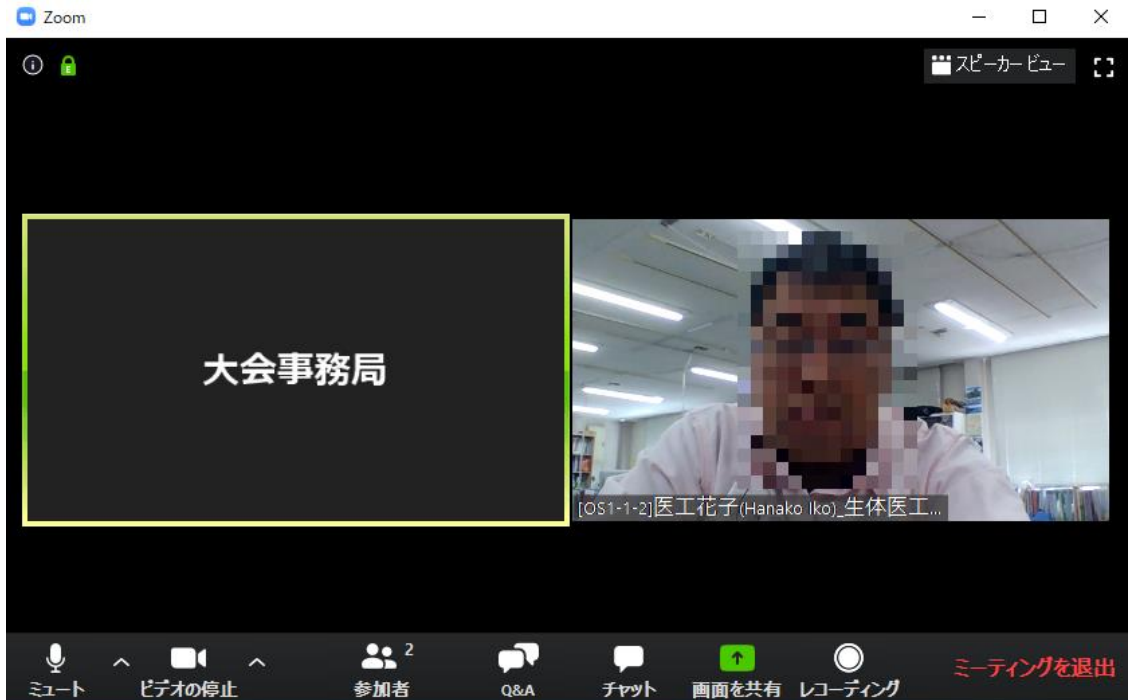 Zoom
スピーカー ビュー
大会事務局
[OS1-1-2]医工花子(Hanako Iko)_生体医工...
2
ミュート
ビデオの停止
参加者
Q&A
チャット
画面を共有
レコーディング
ミーティングを退出